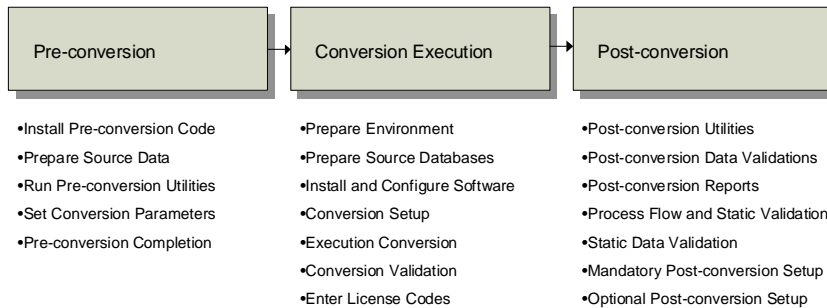 Pre-conversion
Conversion Execution
Post-conversion
•Install Pre-conversion Code
•Prepare Source Data
•Run Pre-conversion Utilities
•Set Conversion Parameters
•Pre-conversion Completion
•Prepare Environment
•Prepare Source Databases
•Install and Configure Software
•Conversion Setup
•Execution Conversion
•Conversion Validation
•Enter License Codes
•Post-conversion Utilities
•Post-conversion Data Validations
•Post-conversion Reports
•Process Flow and Static Validation
•Static Data Validation
•Mandatory Post-conversion Setup
•Optional Post-conversion Setup